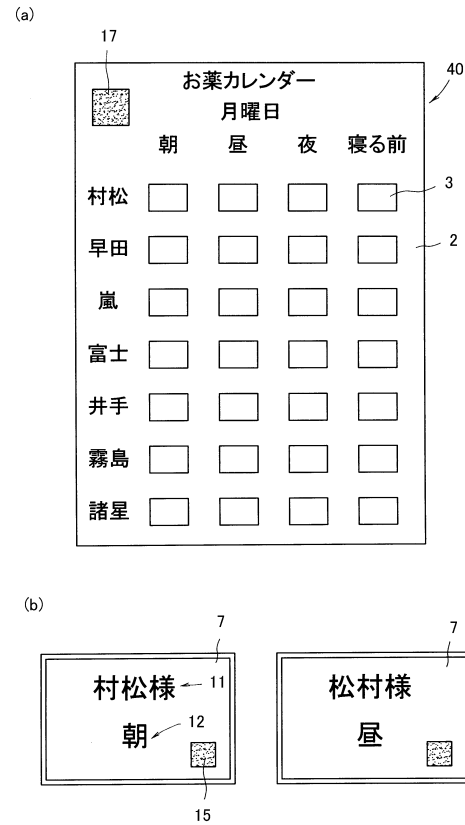 (a)
17
40
お薬カレンダー
月曜日
朝 昼 夜 寝る前
村松
3
早田
2
嵐
富士
井手
霧島
諸星
(b)
7 7
村松様 11 松村様
朝 12 昼
15